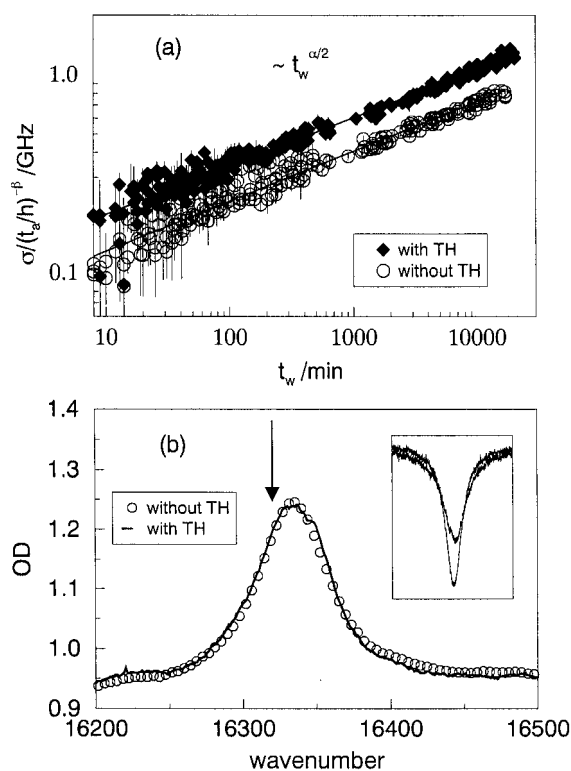 (a)
~ t_w^α/2
1.0
0.1
σ/(t_a/h)^-β /GHz
with TH
without TH
10 100 1000 10000
t_w /min
1.4
1.3
1.2
1.1
1.0
0.9
OD
(b)
without TH
with TH
16200 16300 16400 16500
wavenumber